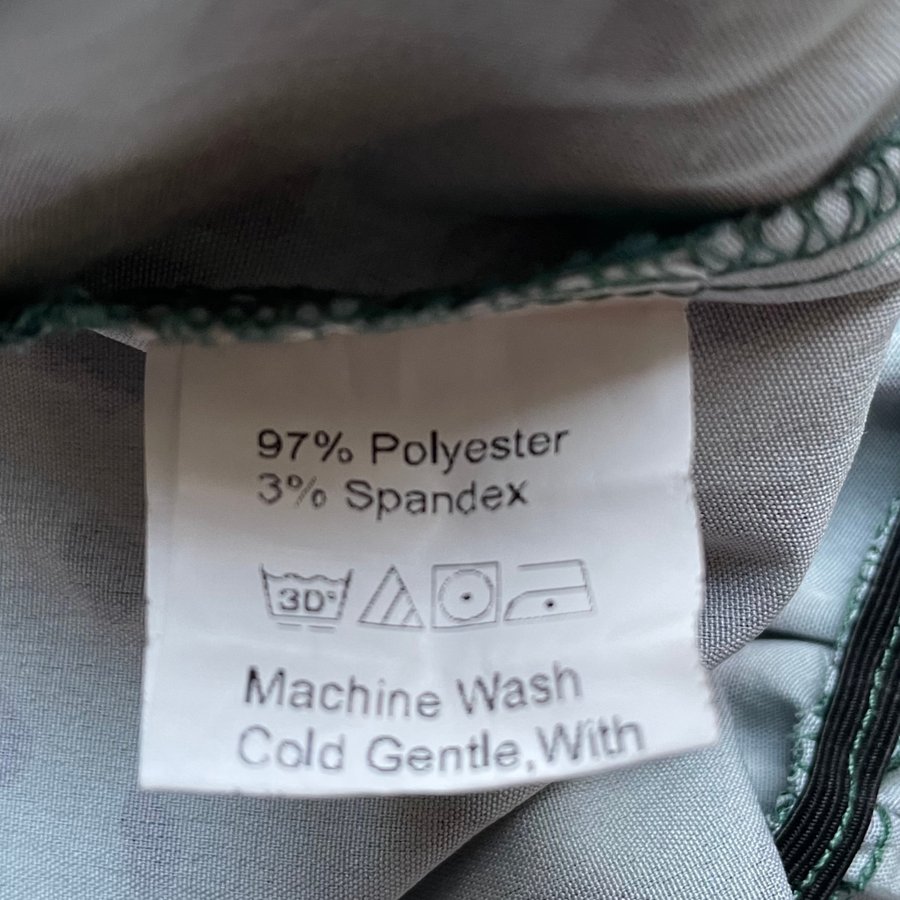 97% Polyester
3% Spandex
30°
Machine Wash
Cold Gentle,With